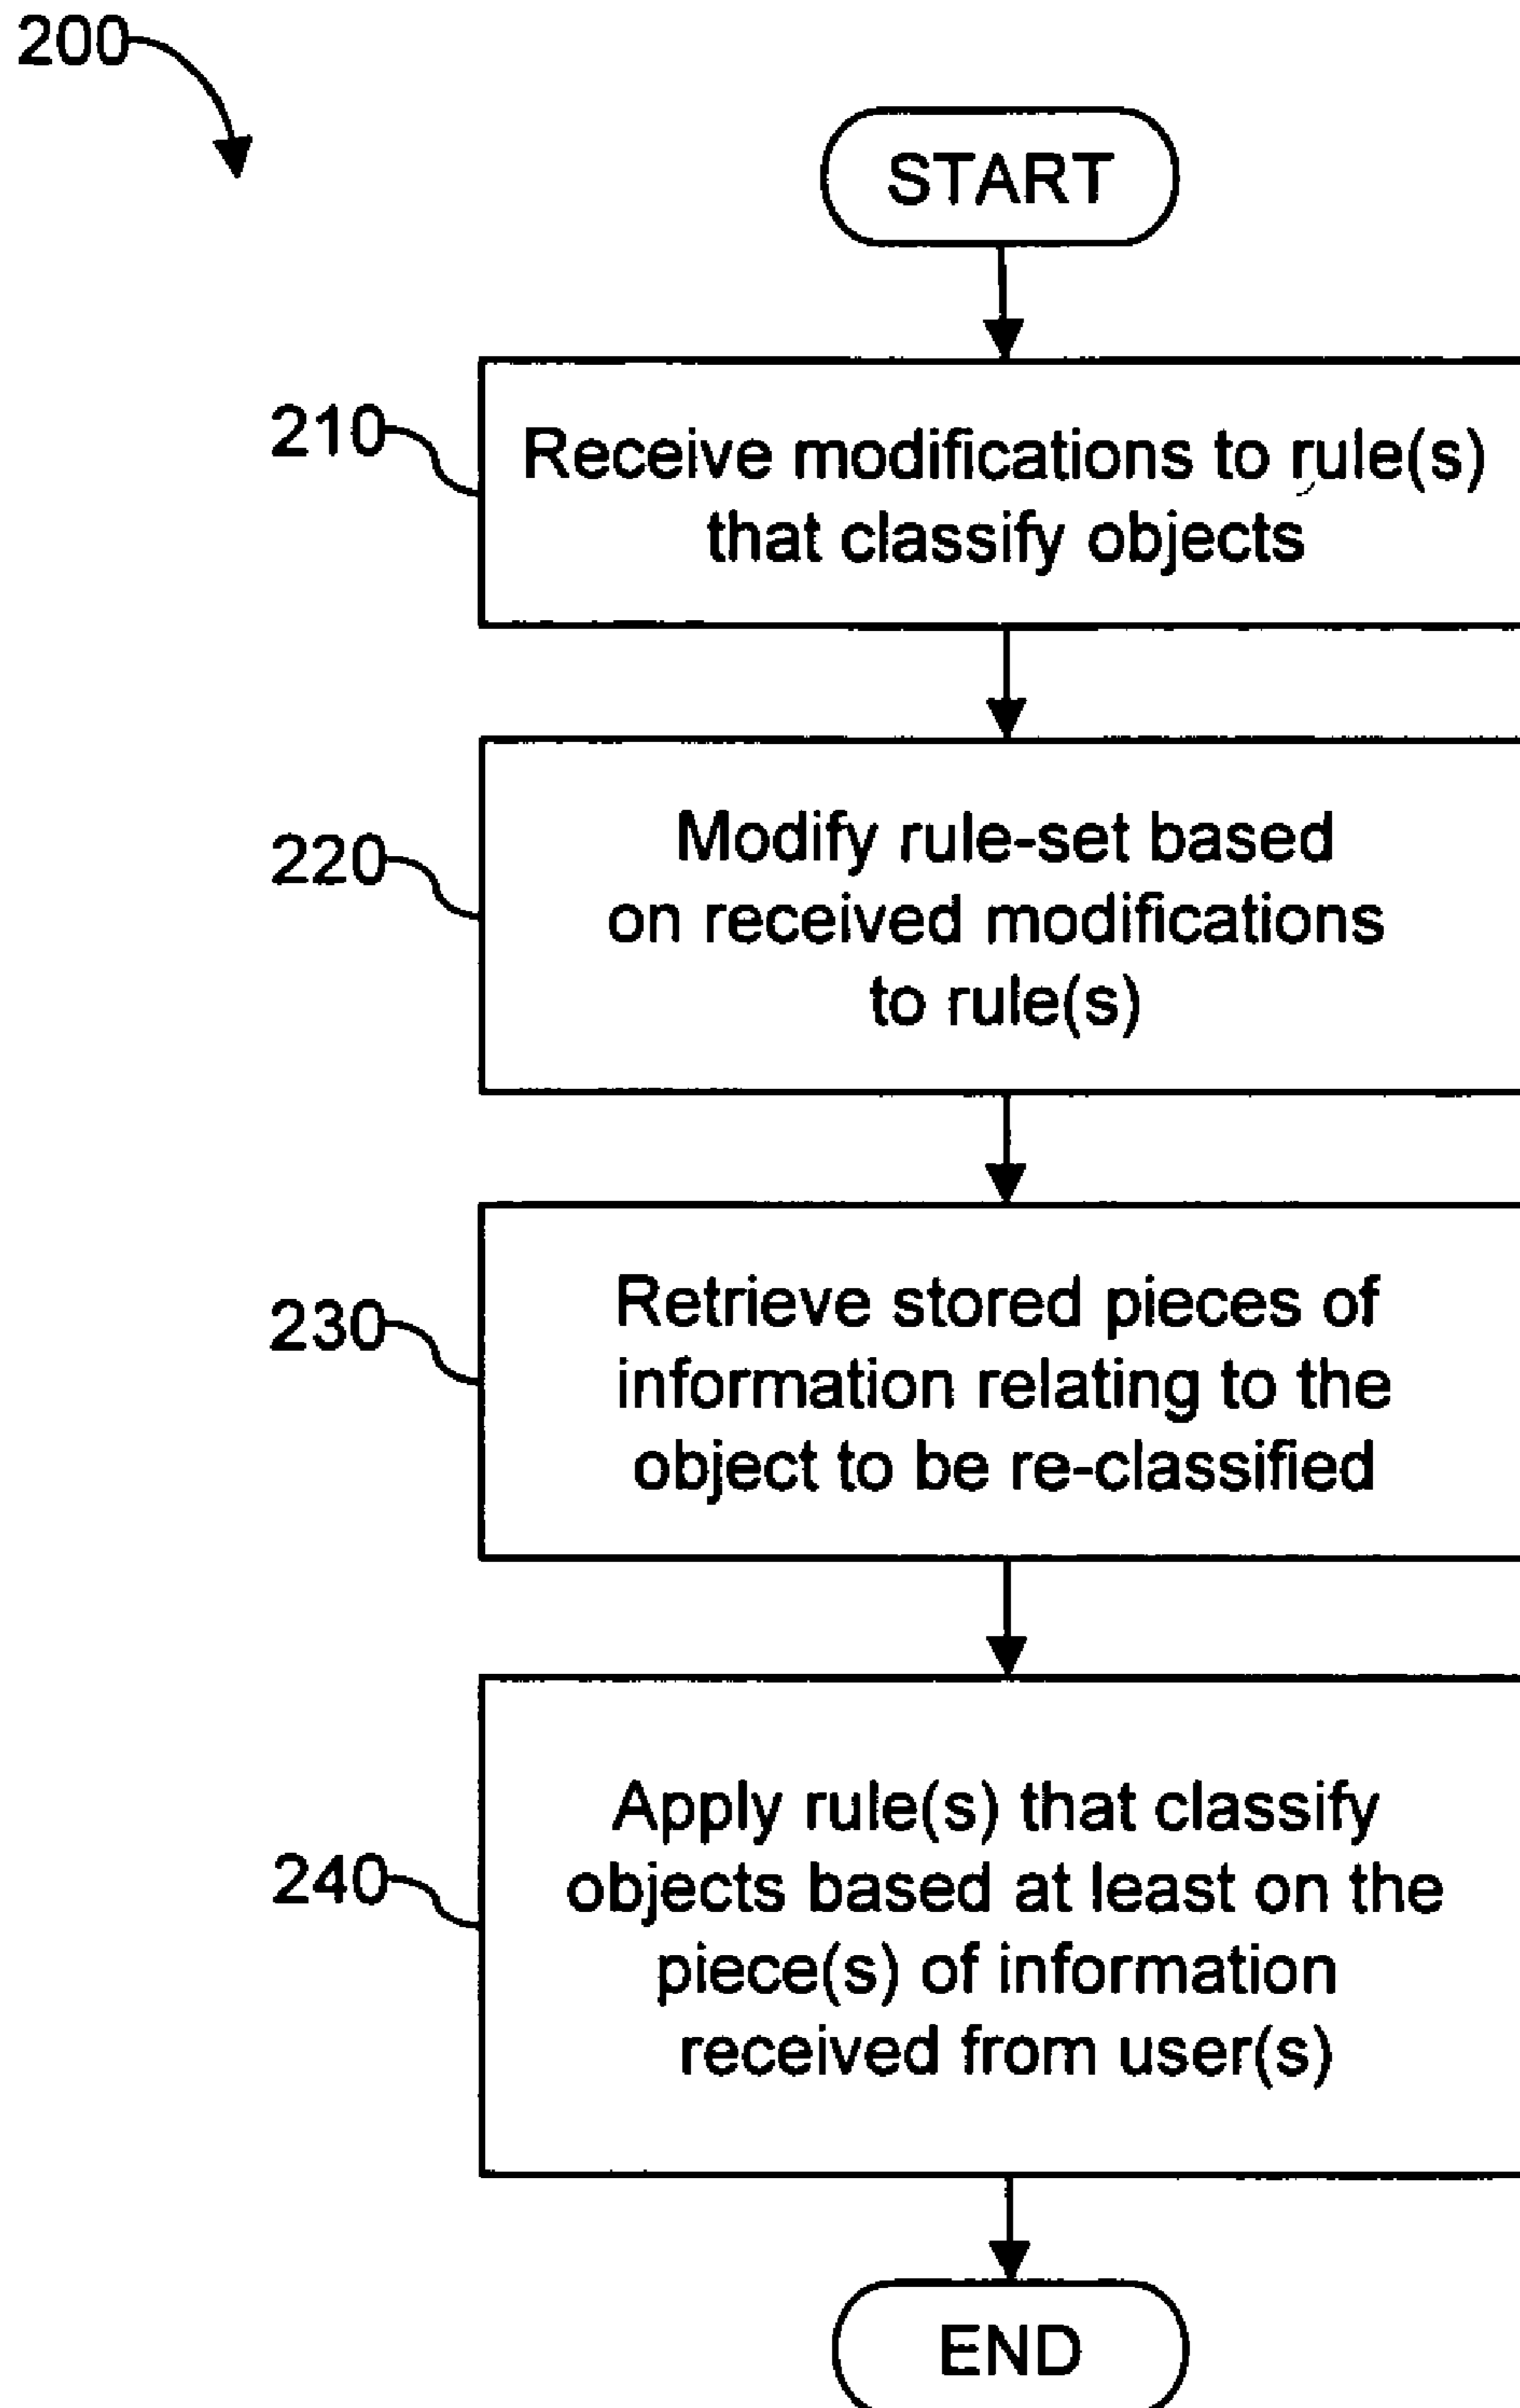 200
START
210
Receive modifications to rule(s)
that classify objects
220
Modify rule-set based
on received modifications
to rule(s)
230
Retrieve stored pieces of
information relating to the
object to be re-classified
240
Apply rule(s) that classify
objects based at least on the
piece(s) of information
received from user(s)
END